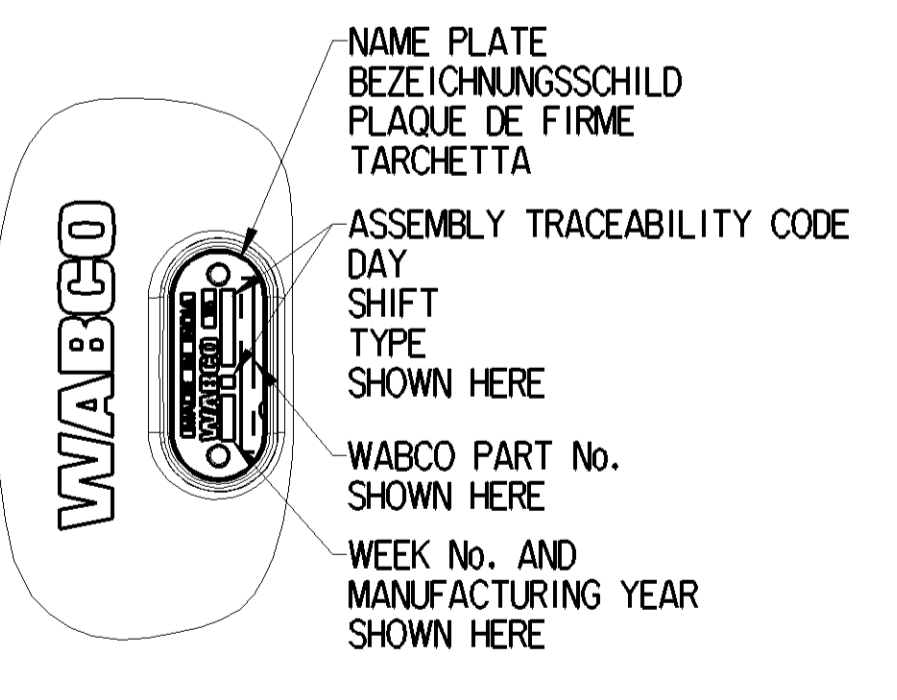 NAME PLATE
BEZEICHNUNGSSCHILD
PLAQUE DE FIRME
TARCHETTA
ASSEMBLY TRACEABILITY CODE
DAY
SHIFT
TYPE
SHOWN HERE
WABCO PART No.
SHOWN HERE
WEEK No. AND
MANUFACTURING YEAR
SHOWN HERE
WABCO
WABCO